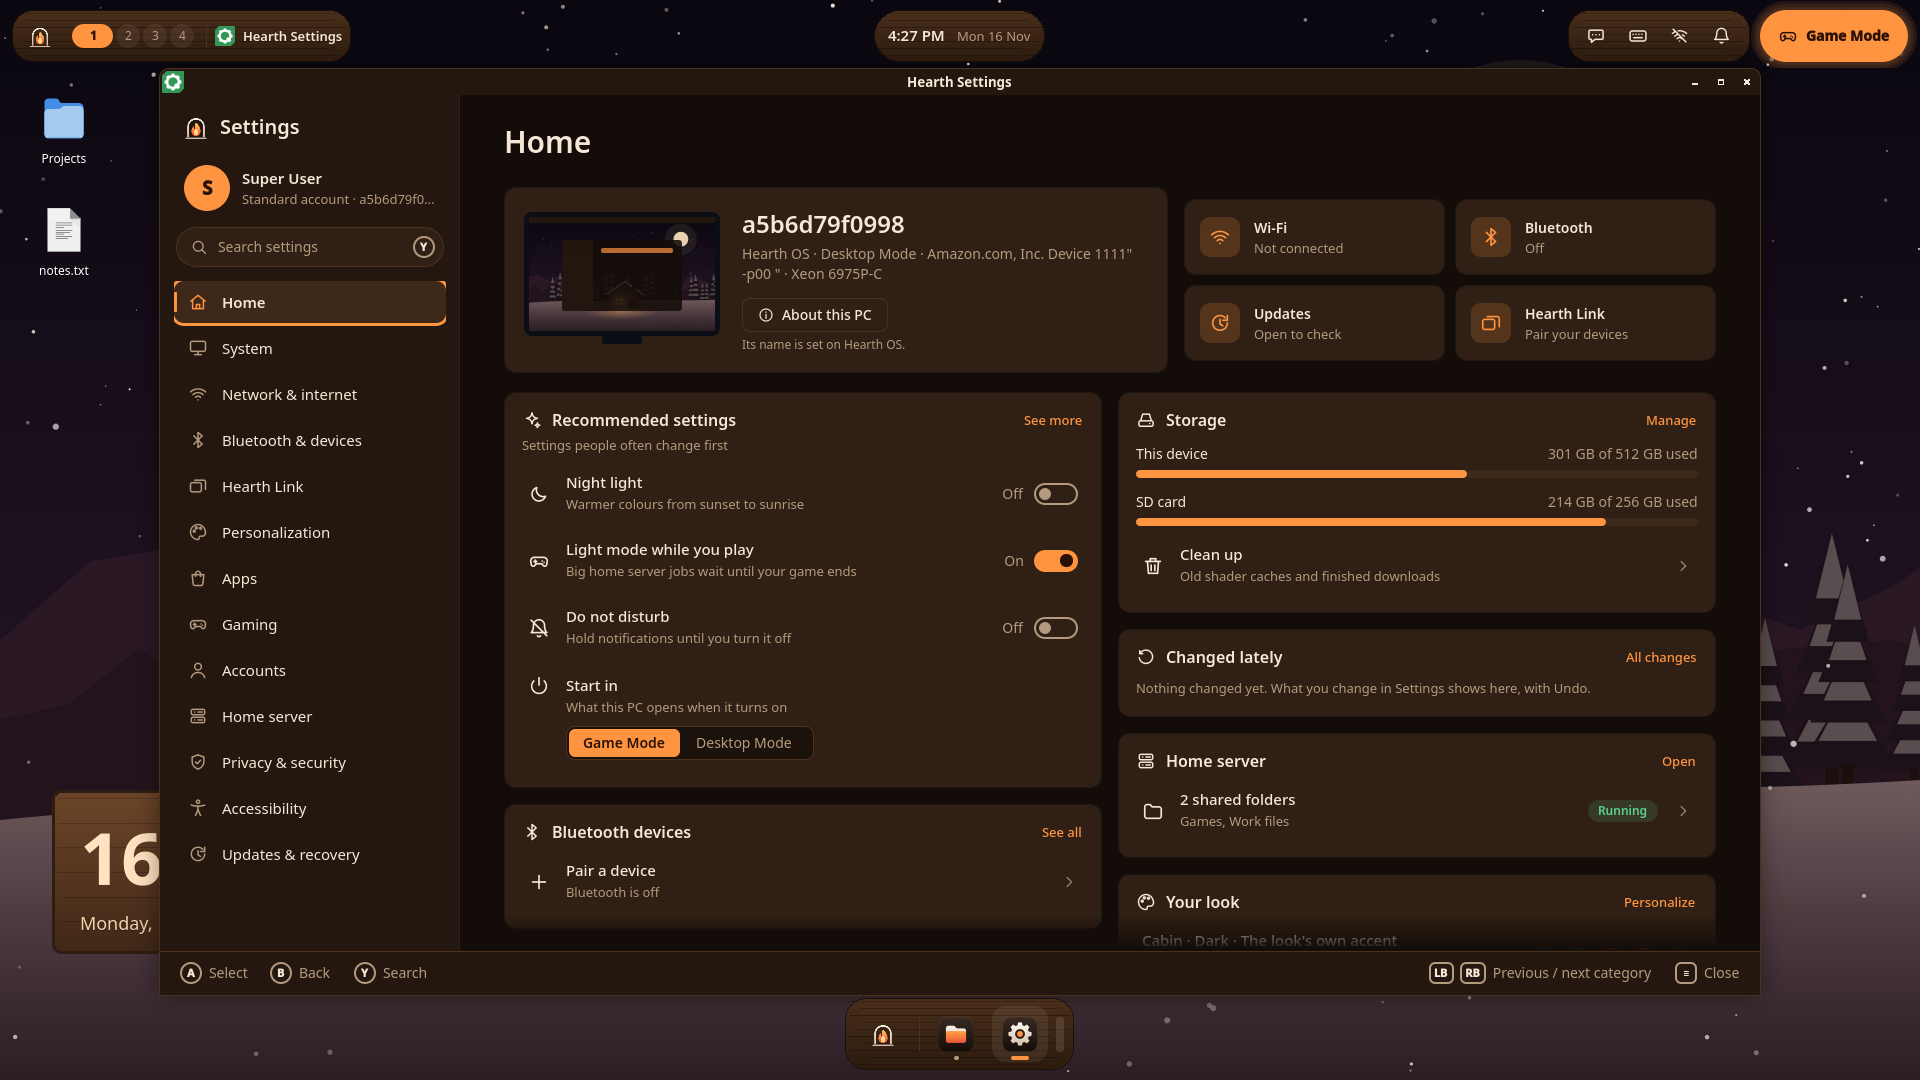 1 2 3 4 Hearth Settings
4:27 PM Mon 16 Nov
Game Mode
Projects
notes.txt
16
Monday,
Hearth Settings
Settings
S
Super User
Standard account · a5b6d79f0...
Search settings Y
Home
System
Network & internet
Bluetooth & devices
Hearth Link
Personalization
Apps
Gaming
Accounts
Home server
Privacy & security
Accessibility
Updates & recovery
Home
a5b6d79f0998
Hearth OS · Desktop Mode · Amazon.com, Inc. Device 1111"
-p00 " · Xeon 6975P-C
About this PC
Its name is set on Hearth OS.
Wi-Fi
Not connected
Bluetooth
Off
Updates
Open to check
Hearth Link
Pair your devices
Recommended settings See more
Settings people often change first
Night light
Warmer colours from sunset to sunrise
Off
Light mode while you play
Big home server jobs wait until your game ends
On
Do not disturb
Hold notifications until you turn it off
Off
Start in
What this PC opens when it turns on
Game Mode Desktop Mode
Bluetooth devices See all
Pair a device
Bluetooth is off
Storage Manage
This device 301 GB of 512 GB used
SD card 214 GB of 256 GB used
Clean up
Old shader caches and finished downloads
Changed lately All changes
Nothing changed yet. What you change in Settings shows here, with Undo.
Home server Open
2 shared folders
Games, Work files
Running
Your look Personalize
Cabin · Dark · The look's own accent
A Select B Back Y Search
LB RB Previous / next category Close